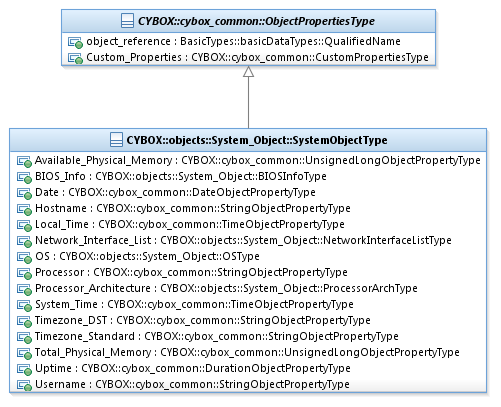 CYBOX::cybox_common::ObjectPropertiesType
object_reference : BasicTypes::basicDataTypes::QualifiedName
Custom_Properties : CYBOX::cybox_common::CustomPropertiesType
CYBOX::objects::System_Object::SystemObjectType
Available_Physical_Memory : CYBOX::cybox_common::UnsignedLongObjectPropertyType
BIOS_Info : CYBOX::objects::System_Object::BIOSInfoType
Date : CYBOX::cybox_common::DateObjectPropertyType
Hostname : CYBOX::cybox_common::StringObjectPropertyType
Local_Time : CYBOX::cybox_common::TimeObjectPropertyType
Network_Interface_List : CYBOX::objects::System_Object::NetworkInterfaceListType
OS : CYBOX::objects::System_Object::OSType
Processor : CYBOX::cybox_common::StringObjectPropertyType
Processor_Architecture : CYBOX::objects::System_Object::ProcessorArchType
System_Time : CYBOX::cybox_common::TimeObjectPropertyType
Timezone_DST : CYBOX::cybox_common::StringObjectPropertyType
Timezone_Standard : CYBOX::cybox_common::StringObjectPropertyType
Total_Physical_Memory : CYBOX::cybox_common::UnsignedLongObjectPropertyType
Uptime : CYBOX::cybox_common::DurationObjectPropertyType
Username : CYBOX::cybox_common::StringObjectPropertyType